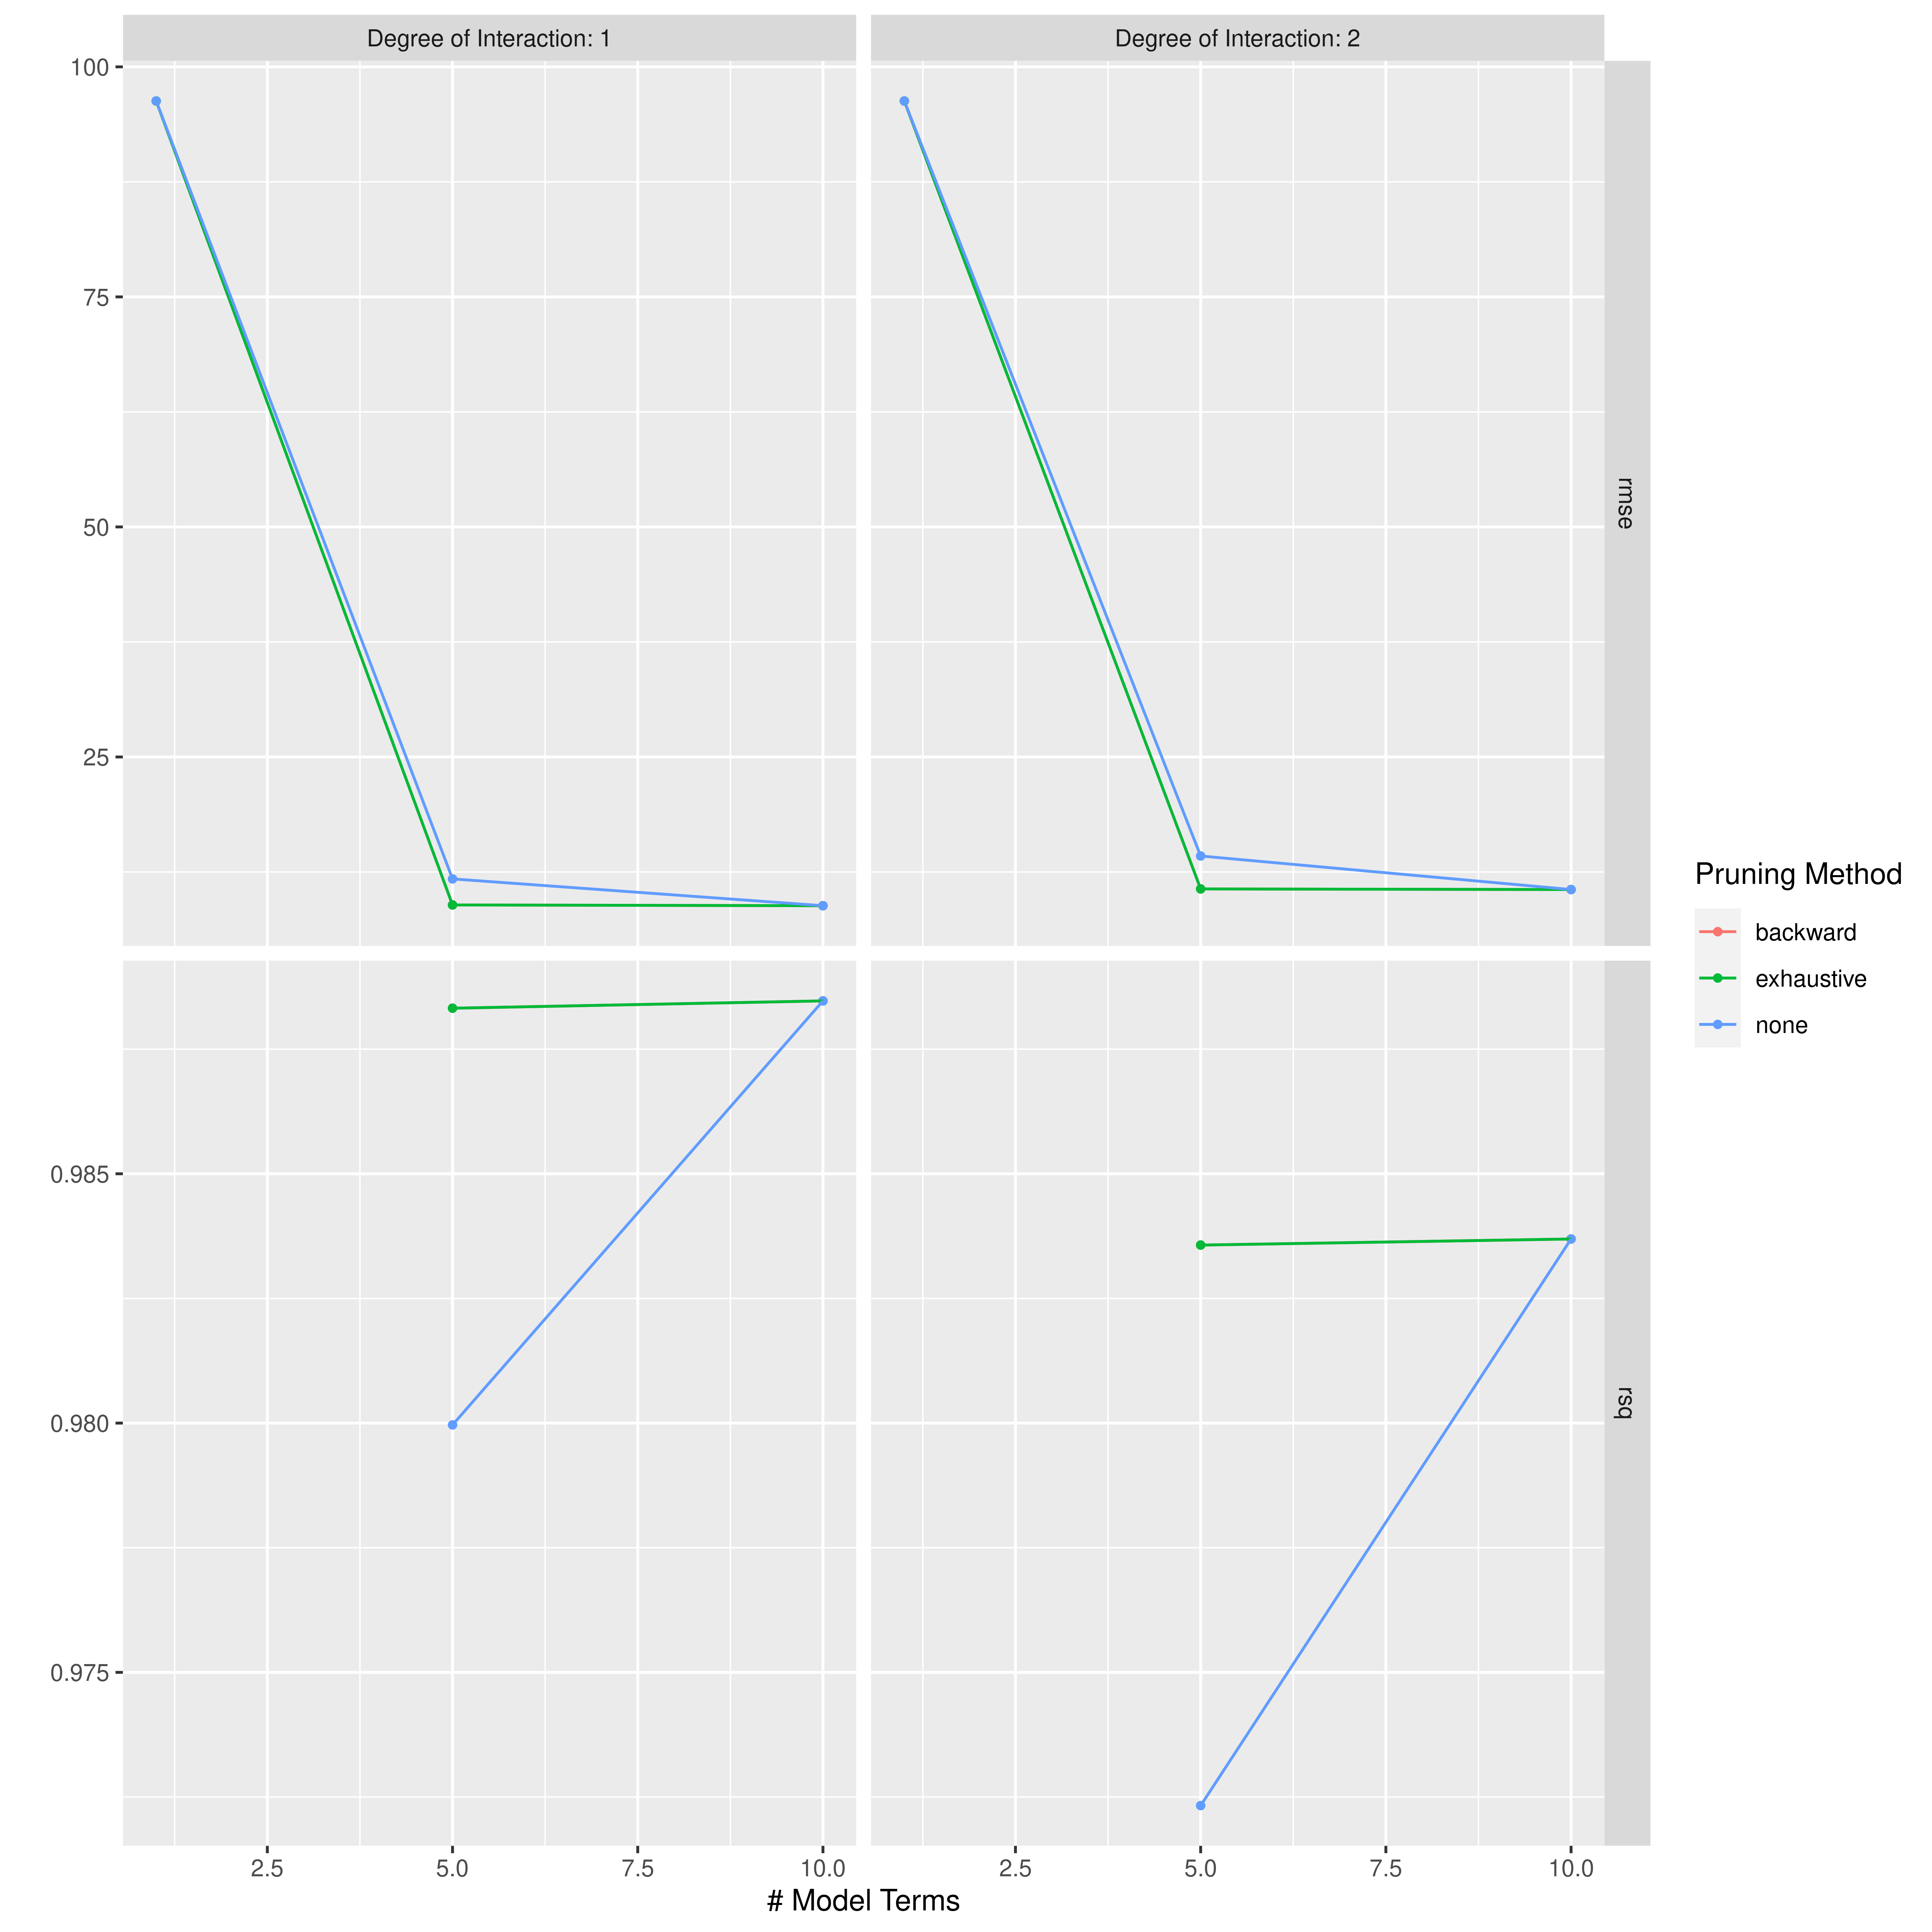 Degree of Interaction: 1
Degree of Interaction: 2
100
75
50
25
rmse
0.985
0.980
0.975
rsq
2.5
5.0
7.5
10.0
2.5
5.0
7.5
10.0
# Model Terms
Pruning Method
backward
exhaustive
none